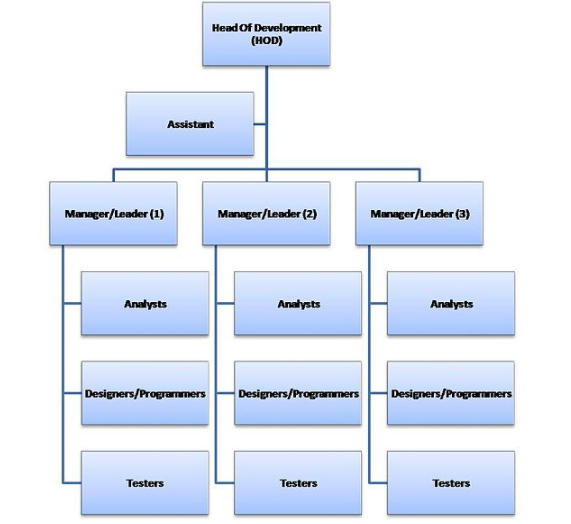 Head Of Development
(HOD)
Assistant
Manager/Leader (1)
Manager/Leader (2)
Manager/Leader (3)
Analysts
Analysts
Analysts
Designers/Programmers
Designers/Programmers
Designers/Programmers
Testers
Testers
Testers